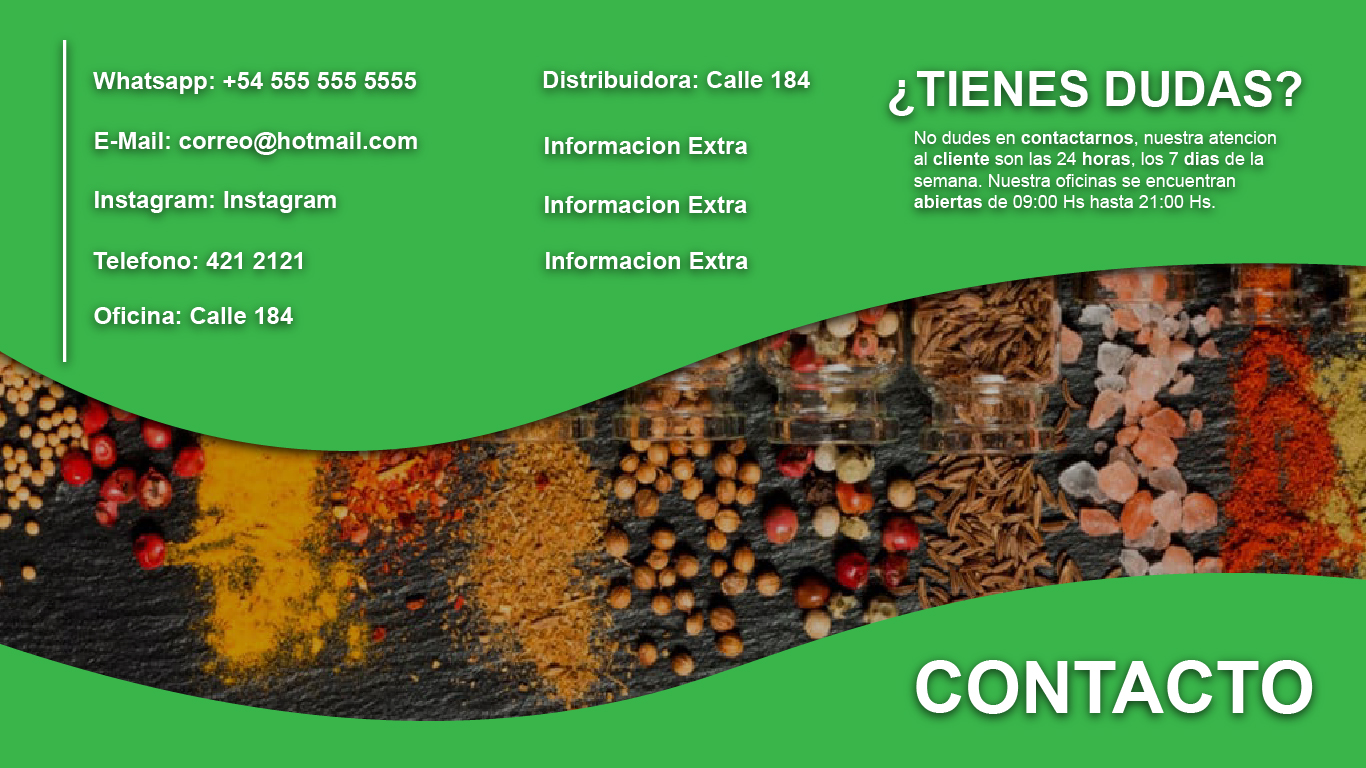 Whatsapp: +54 555 555 5555
E-Mail: correo@hotmail.com
Instagram: Instagram
Telefono: 421 2121
Oficina: Calle 184
Distribuidora: Calle 184
Informacion Extra
Informacion Extra
Informacion Extra
¿TIENES DUDAS?
No dudes en contactarnos, nuestra atencion
al cliente son las 24 horas, los 7 dias de la
semana. Nuestra oficinas se encuentran
abiertas de 09:00 Hs hasta 21:00 Hs.
CONTACTO